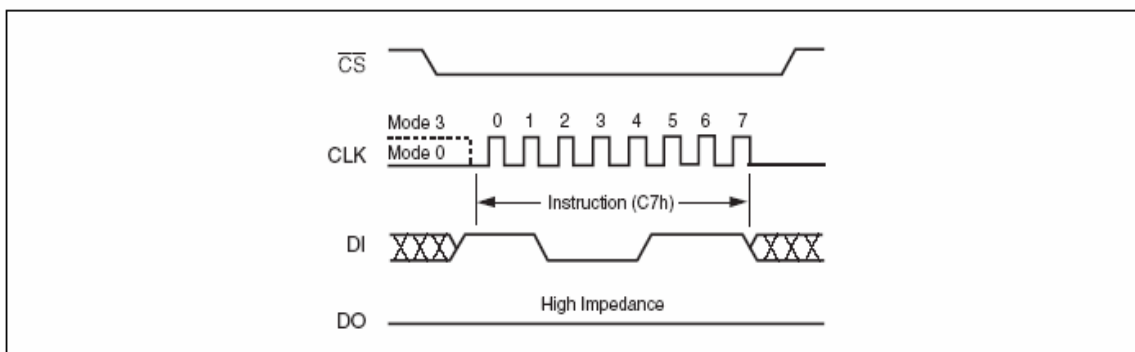 CS
Mode 3 0 1 2 3 4 5 6 7
CLK Mode 0
Instruction (C7h)
DI
High Impedance
DO